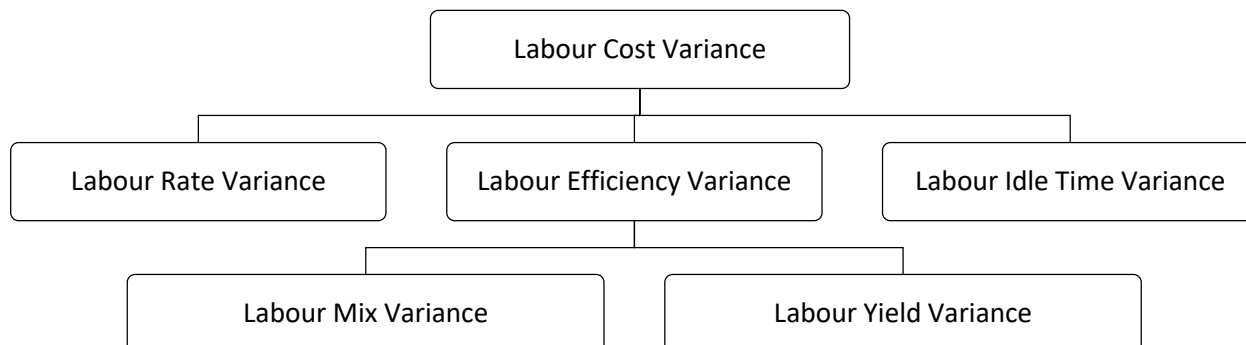 Labour Cost Variance
Labour Rate Variance
Labour Efficiency Variance
Labour Idle Time Variance
Labour Mix Variance
Labour Yield Variance